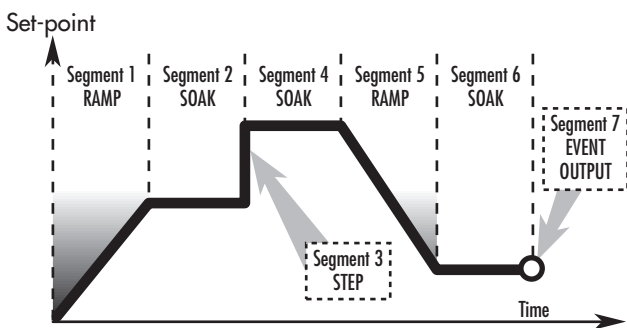 Set-point
Segment 1
RAMP
Segment 2
SOAK
Segment 4
SOAK
Segment 5
RAMP
Segment 6
SOAK
Segment 7
EVENT
OUTPUT
Segment 3
STEP
Time